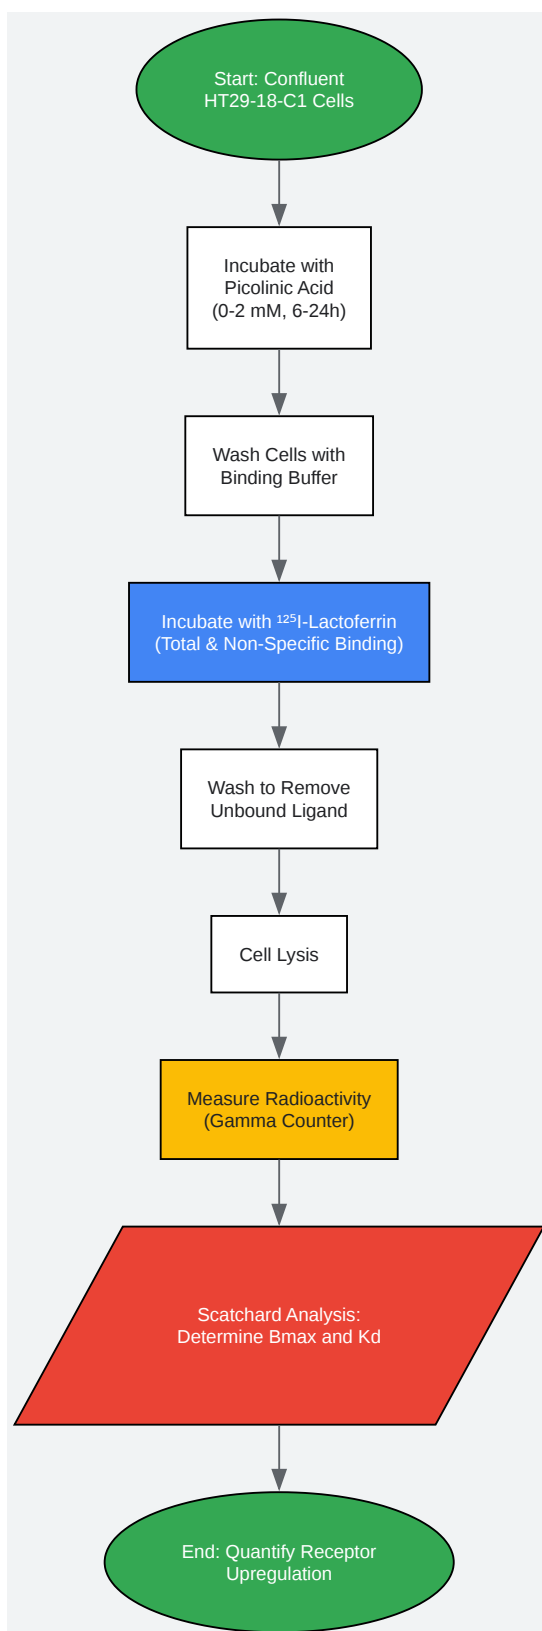 Start: Confluent
HT29-18-C1 Cells
Incubate with
Picolinic Acid
(0-2 mM, 6-24h)
Wash Cells with
Binding Buffer
Incubate with ¹²⁵I-Lactoferrin
(Total & Non-Specific Binding)
Wash to Remove
Unbound Ligand
Cell Lysis
Measure Radioactivity
(Gamma Counter)
Scatchard Analysis:
Determine Bmax and Kd
End: Quantify Receptor
Upregulation